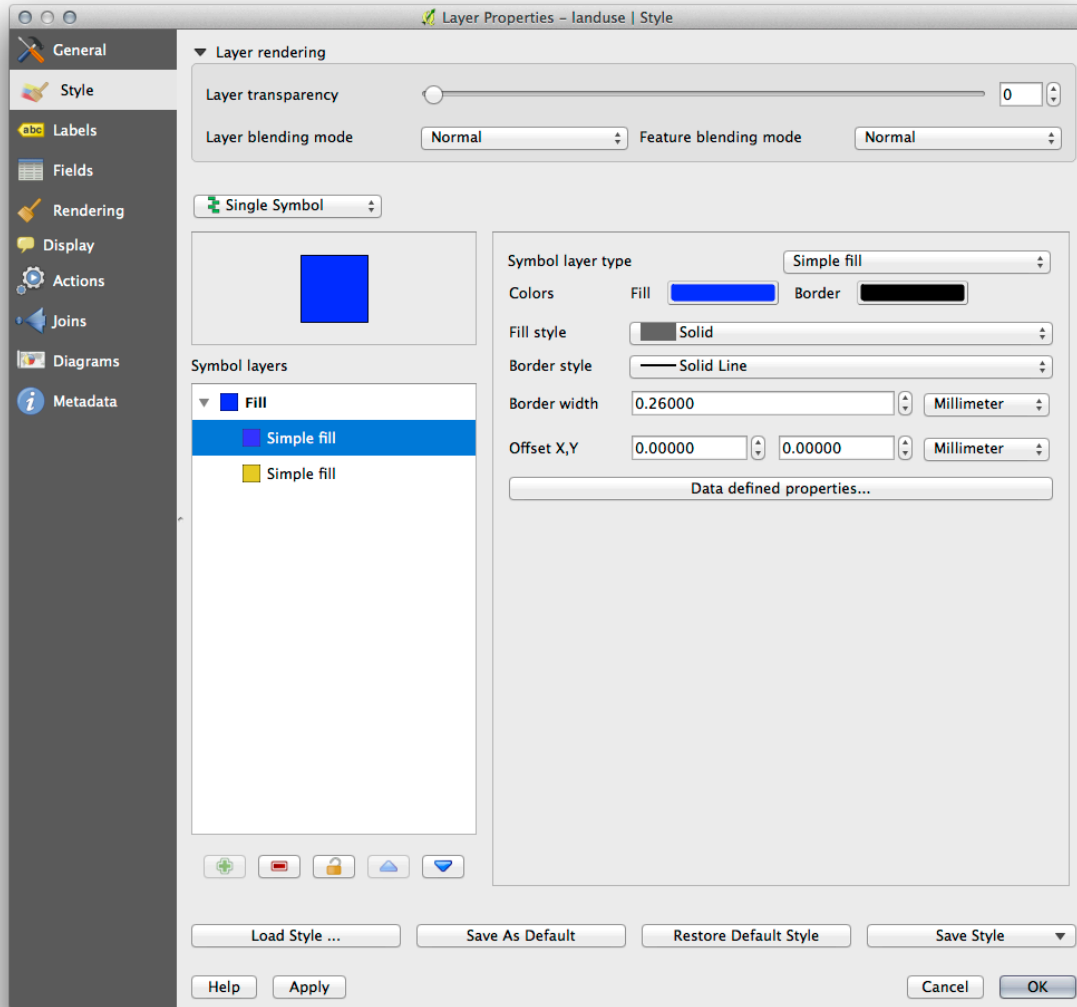 Layer Properties – landuse | Style
General
Style
abc Labels
Fields
Rendering
Display
Actions
Joins
Diagrams
i Metadata
Layer rendering
Layer transparency 0
Layer blending mode Normal Feature blending mode Normal
Single Symbol
Symbol layers
Fill
Simple fill
Simple fill
Symbol layer type Simple fill
Colors Fill Border
Fill style Solid
Border style Solid Line
Border width 0.26000 Millimeter
Offset X,Y 0.00000 0.00000 Millimeter
Data defined properties...
Load Style ... Save As Default Restore Default Style Save Style
Help Apply Cancel OK